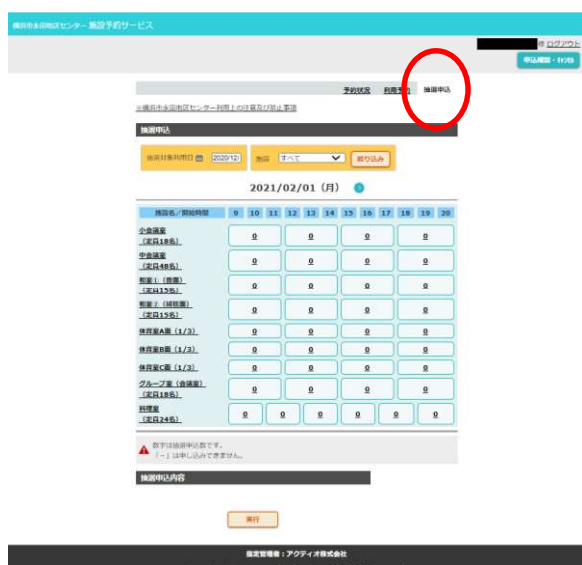 横浜市永田地区センター 施設予約サービス
様 ログアウト
申込確認・キャンセル
予約状況 利用予約 抽選申込
※横浜市永田地区センター利用上の注意及び禁止事項
抽選申込
抽選対象利用日 2020/12/ 施設 すべて 絞り込み
2021/02/01 (月)
施設名/開始時間 9 10 11 12 13 14 15 16 17 18 19 20
小会議室
(定員18名) 0 0 0 0
中会議室
(定員48名) 0 0 0 0
和室1
(定員15名) 0 0 0 0
和室2
(定員15名) 0 0 0 0
体育室A面 (1/3) 0 0 0 0
体育室B面 (1/3) 0 0 0 0
体育室C面 (1/3) 0 0 0 0
グループ室 (会議室)
(定員18名) 0 0 0 0
料理室
(定員24名) 0 0 0 0 0 0
数字は抽選申込数です。
「-」は申し込みできません。
抽選申込内容
実行
指定管理者：アクティオ株式会社